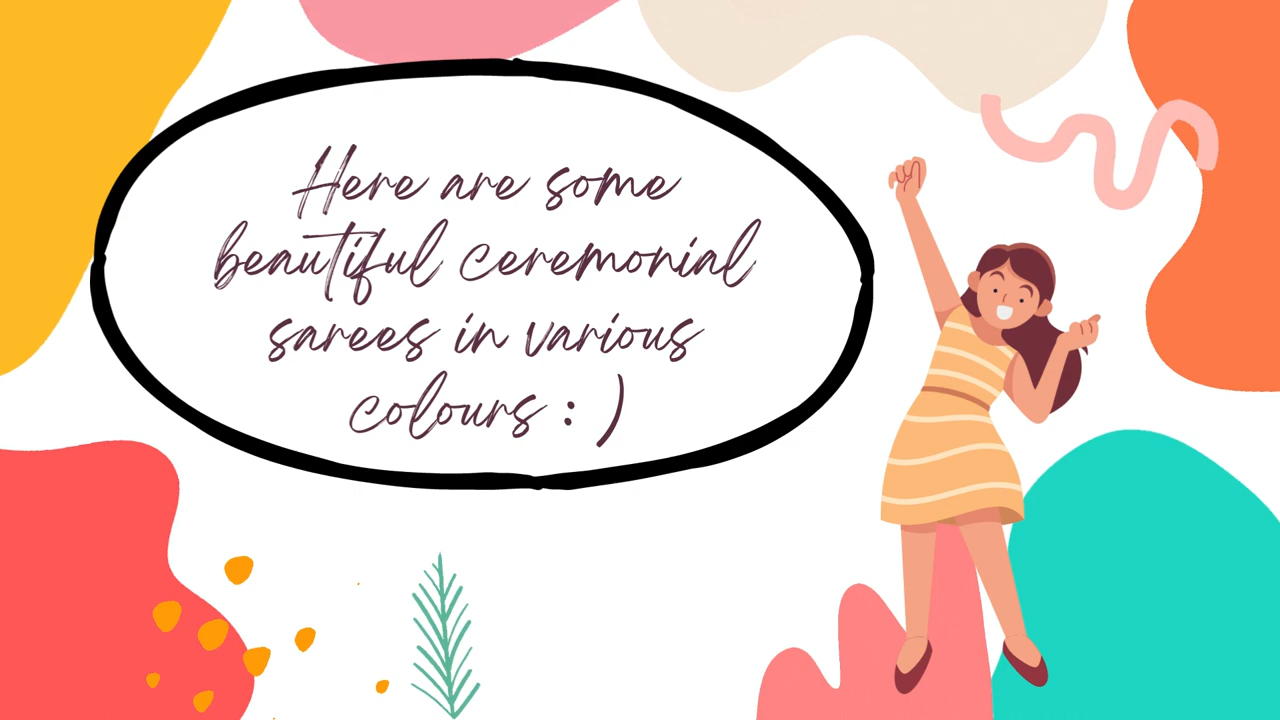 Here are some
beautiful ceremonial
sarees in various
colours : )